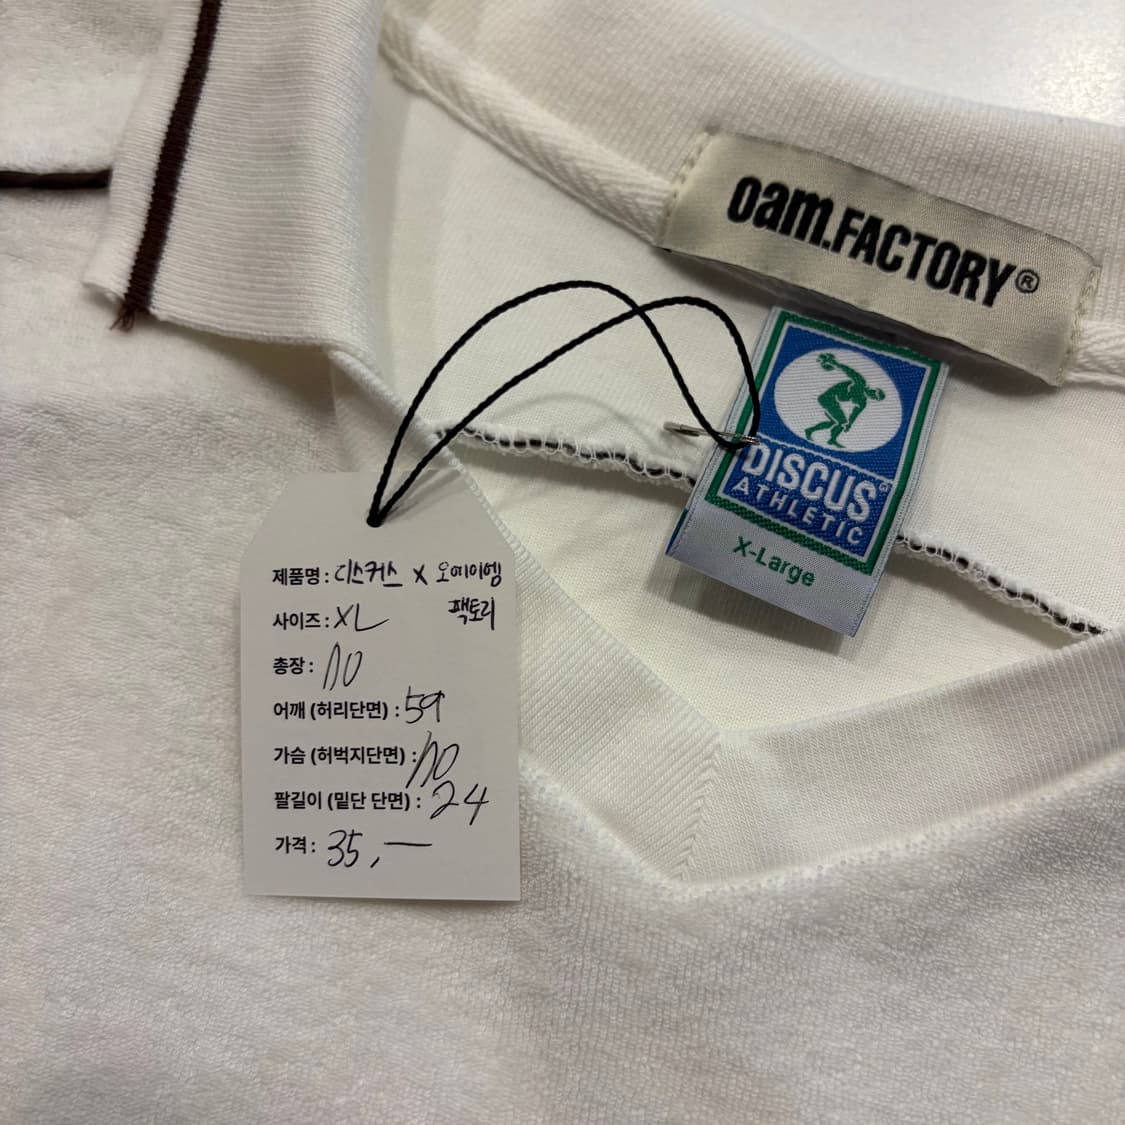 oam.FACTORY®
DISCUS®
ATHLETIC
X-Large
제품명 : 디스커스 X 오에이엠
팩토리
사이즈 : XL
총장 :
어깨 (허리단면) : 59
가슴 (허벅지단면) :
팔길이 (밑단 단면) : 24
가격 : 35,—